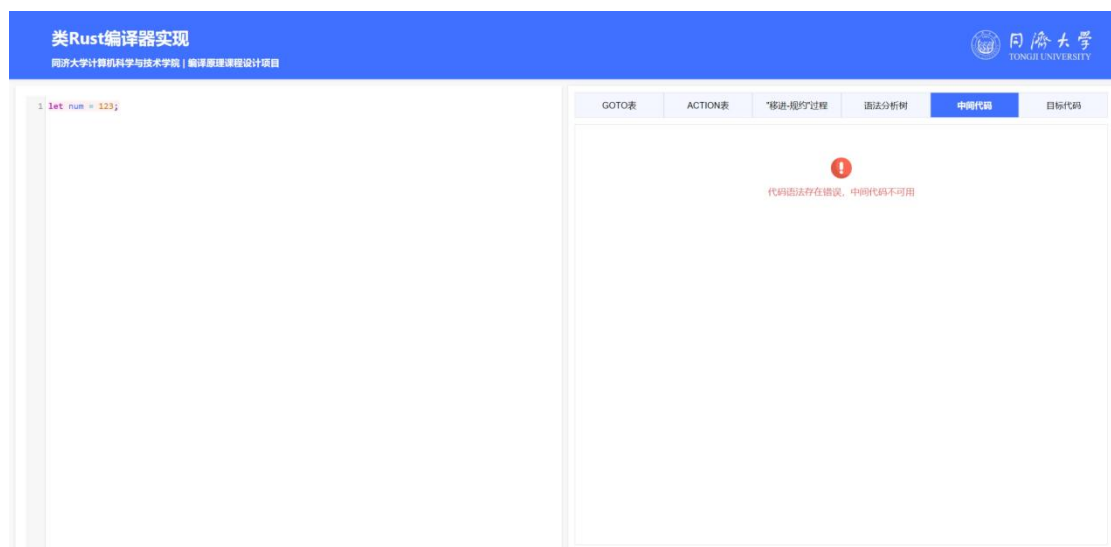 类Rust编译器实现
同济大学计算机科学与技术学院 | 编译原理课程设计项目
同济大学
TONGJI UNIVERSITY
1 let num = 123;
GOTO表 ACTION表 "移进-规约"过程 语法分析树 中间代码 目标代码
代码语法存在错误，中间代码不可用